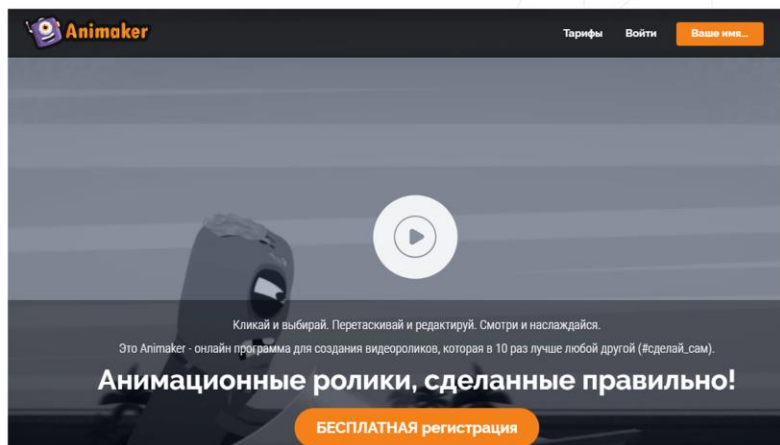 Animaker
Тарифы Войти Ваше имя...
Кликай и выбирай. Перетаскивай и редактируй. Смотри и наслаждайся.
Это Animaker - онлайн программа для создания видеороликов, которая в 10 раз лучше любой другой (#сделай_сам).
Анимационные ролики, сделанные правильно!
БЕСПЛАТНАЯ регистрация